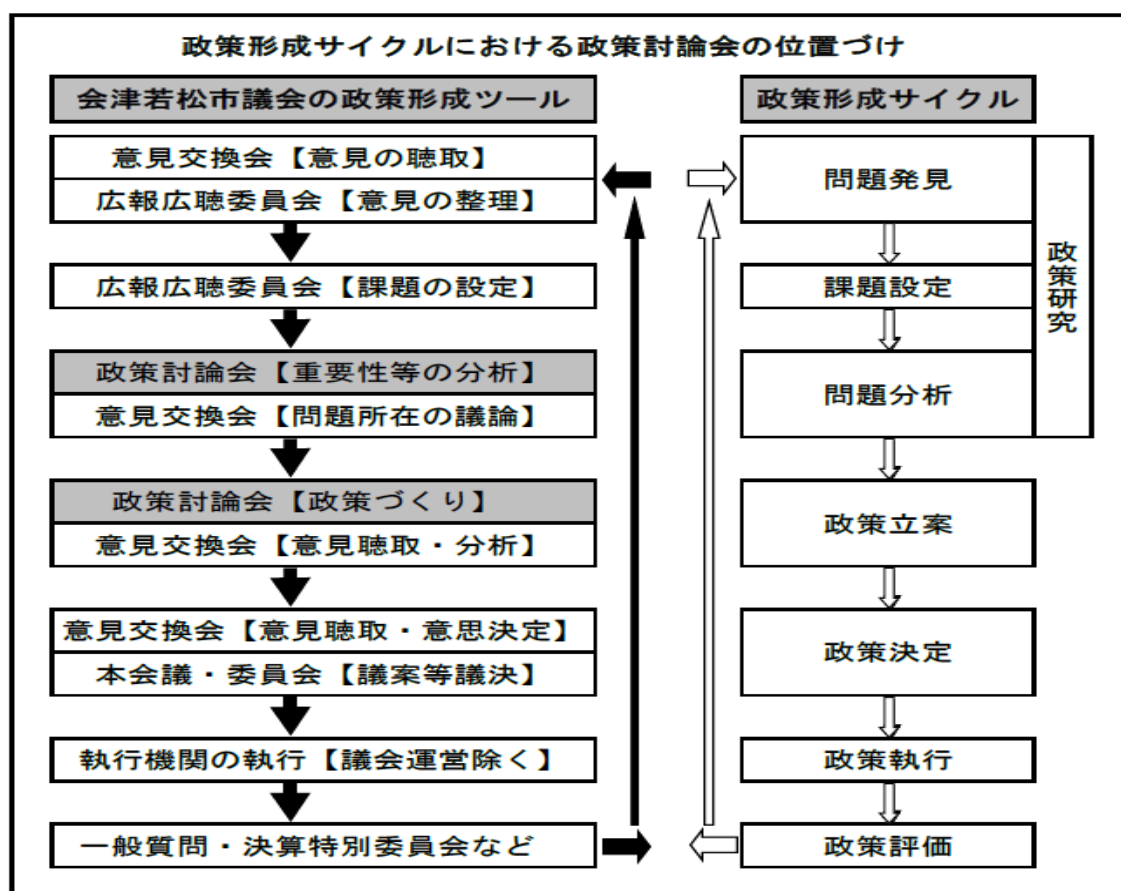 政策形成サイクルにおける政策討論会の位置づけ
会津若松市議会の政策形成ツール
意見交換会【意見の聴取】
広報広聴委員会【意見の整理】
広報広聴委員会【課題の設定】
政策討論会【重要性等の分析】
意見交換会【問題所在の議論】
政策討論会【政策づくり】
意見交換会【意見聴取・分析】
意見交換会【意見聴取・意思決定】
本会議・委員会【議案等議決】
執行機関の執行【議会運営除く】
一般質問・決算特別委員会など
政策形成サイクル
問題発見
課題設定
問題分析
政策立案
政策決定
政策執行
政策評価
政策研究